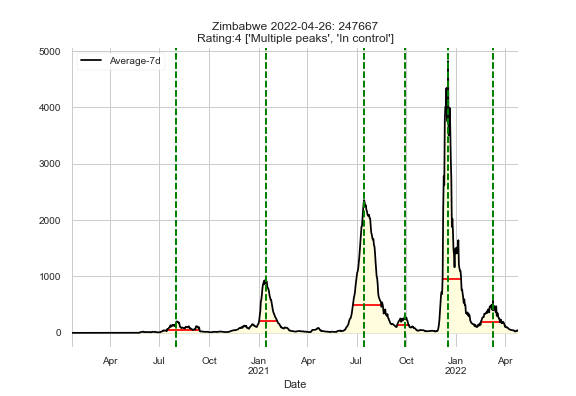 Zimbabwe 2022-04-26: 247667
Rating:4 ['Multiple peaks', 'In control']
Average-7d
5000
4000
3000
2000
1000
0
Apr Jul Oct Jan Apr Jul Oct Jan Apr
2021 2022
Date